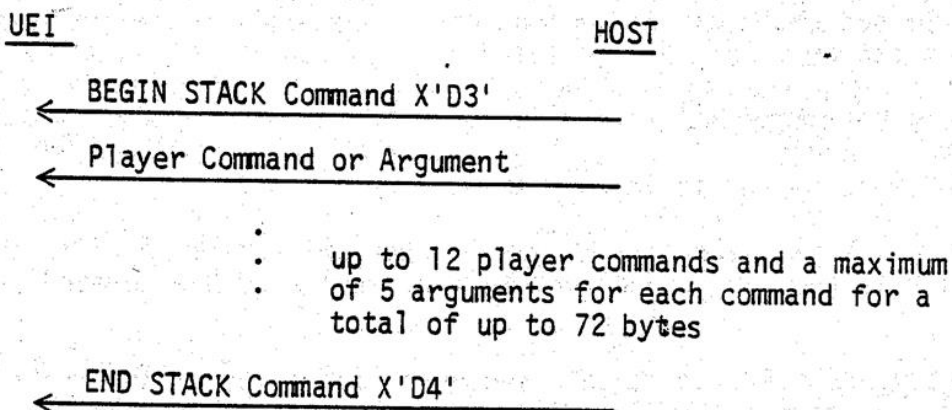 UEI HOST
BEGIN STACK Command X'D3'
Player Command or Argument
up to 12 player commands and a maximum
of 5 arguments for each command for a
total of up to 72 bytes
END STACK Command X'D4'